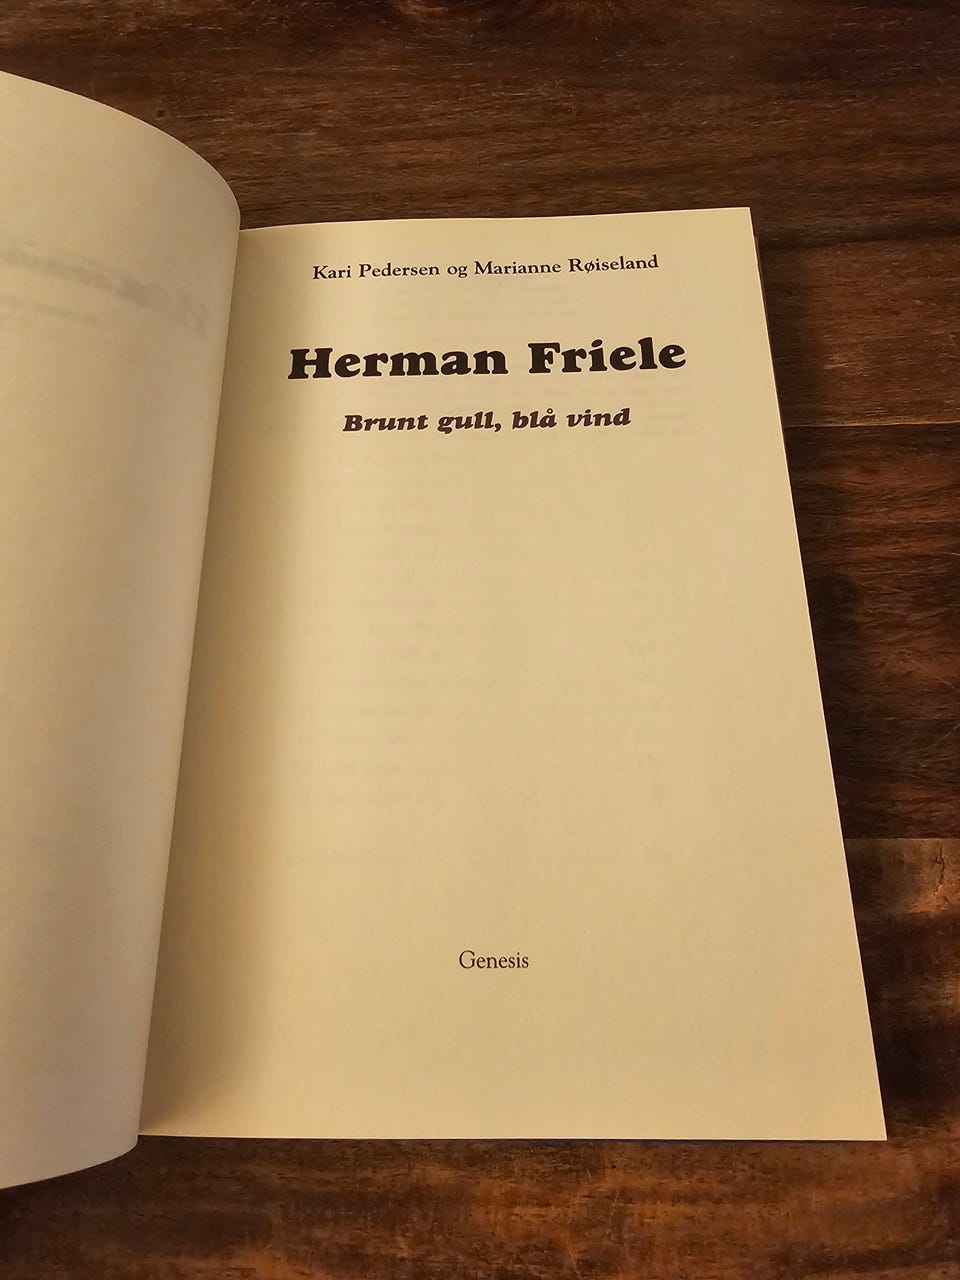 Kari Pedersen og Marianne Røiseland
Herman Friele
Brunt gull, blå vind
Genesis